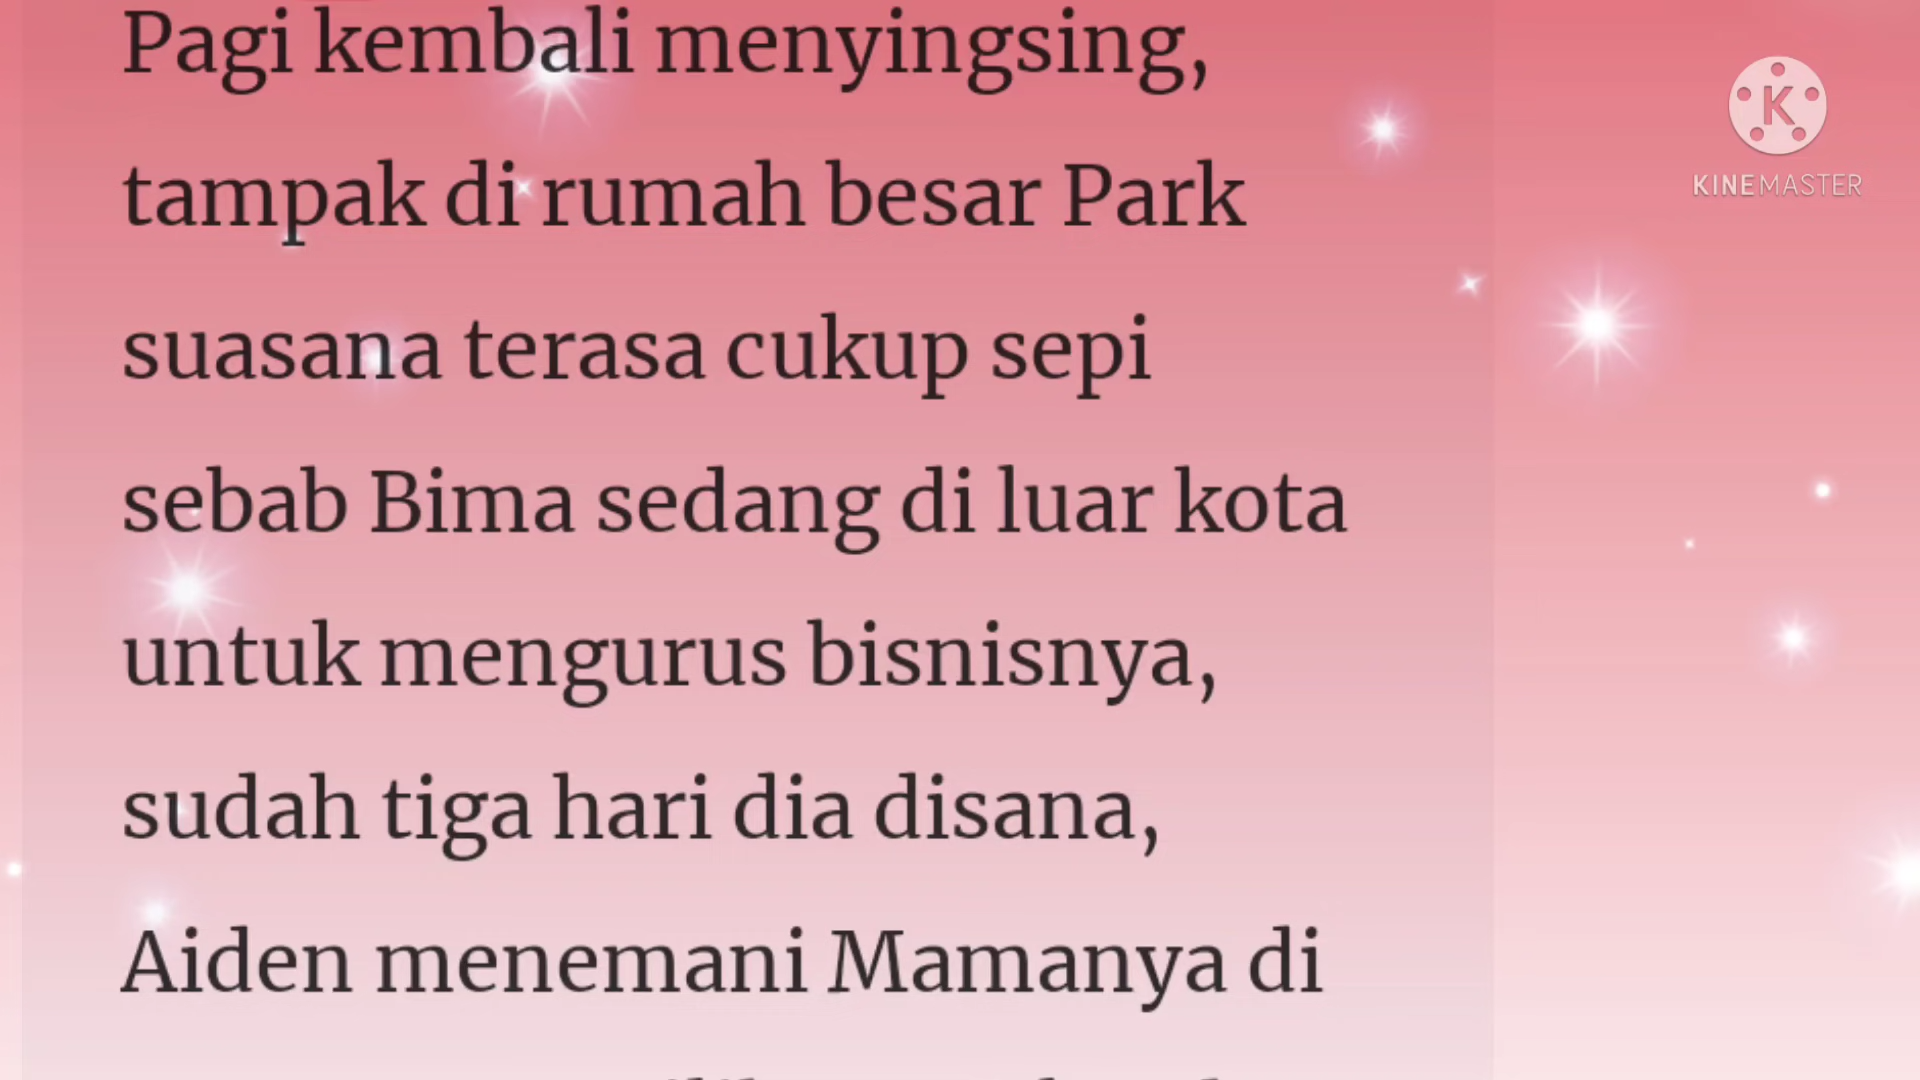 Pagi kembali menyingsing,
tampak di rumah besar Park
suasana terasa cukup sepi
sebab Bima sedang di luar kota
untuk mengurus bisnisnya,
sudah tiga hari dia disana,
Aiden menemani Mamanya di
K
KINEMASTER